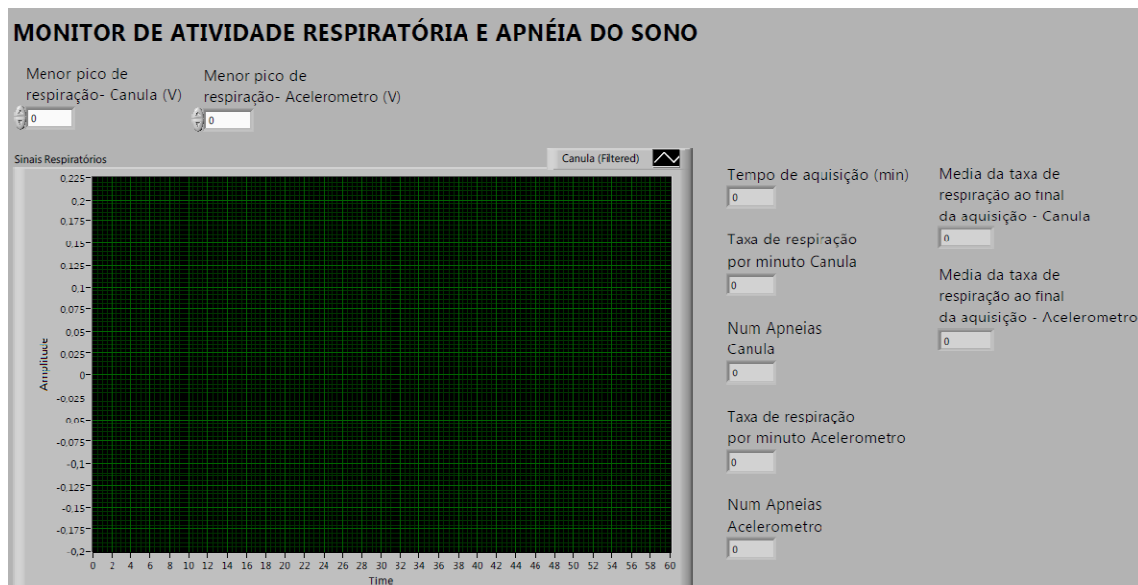 MONITOR DE ATIVIDADE RESPIRATÓRIA E APNÉIA DO SONO
Menor pico de
respiração- Canula (V)
0
Menor pico de
respiração- Acelerometro (V)
0
Sinais Respiratórios
Canula (Filtered)
Amplitude
0,225
0,2
0,175
0,15
0,125
0,1
0,075
0,05
0,025
0
-0,025
-0,05
-0,075
-0,1
-0,125
-0,15
-0,175
-0,2
0 2 4 6 8 10 12 14 16 18 20 22 24 26 28 30 32 34 36 38 40 42 44 46 48 50 52 54 56 58 60
Time
Tempo de aquisição (min)
0
Taxa de respiração
por minuto Canula
0
Num Apneias
Canula
0
Taxa de respiração
por minuto Acelerometro
0
Num Apneias
Acelerometro
0
Media da taxa de
respiração ao final
da aquisição - Canula
0
Media da taxa de
respiração ao final
da aquisição - Acelerometro
0